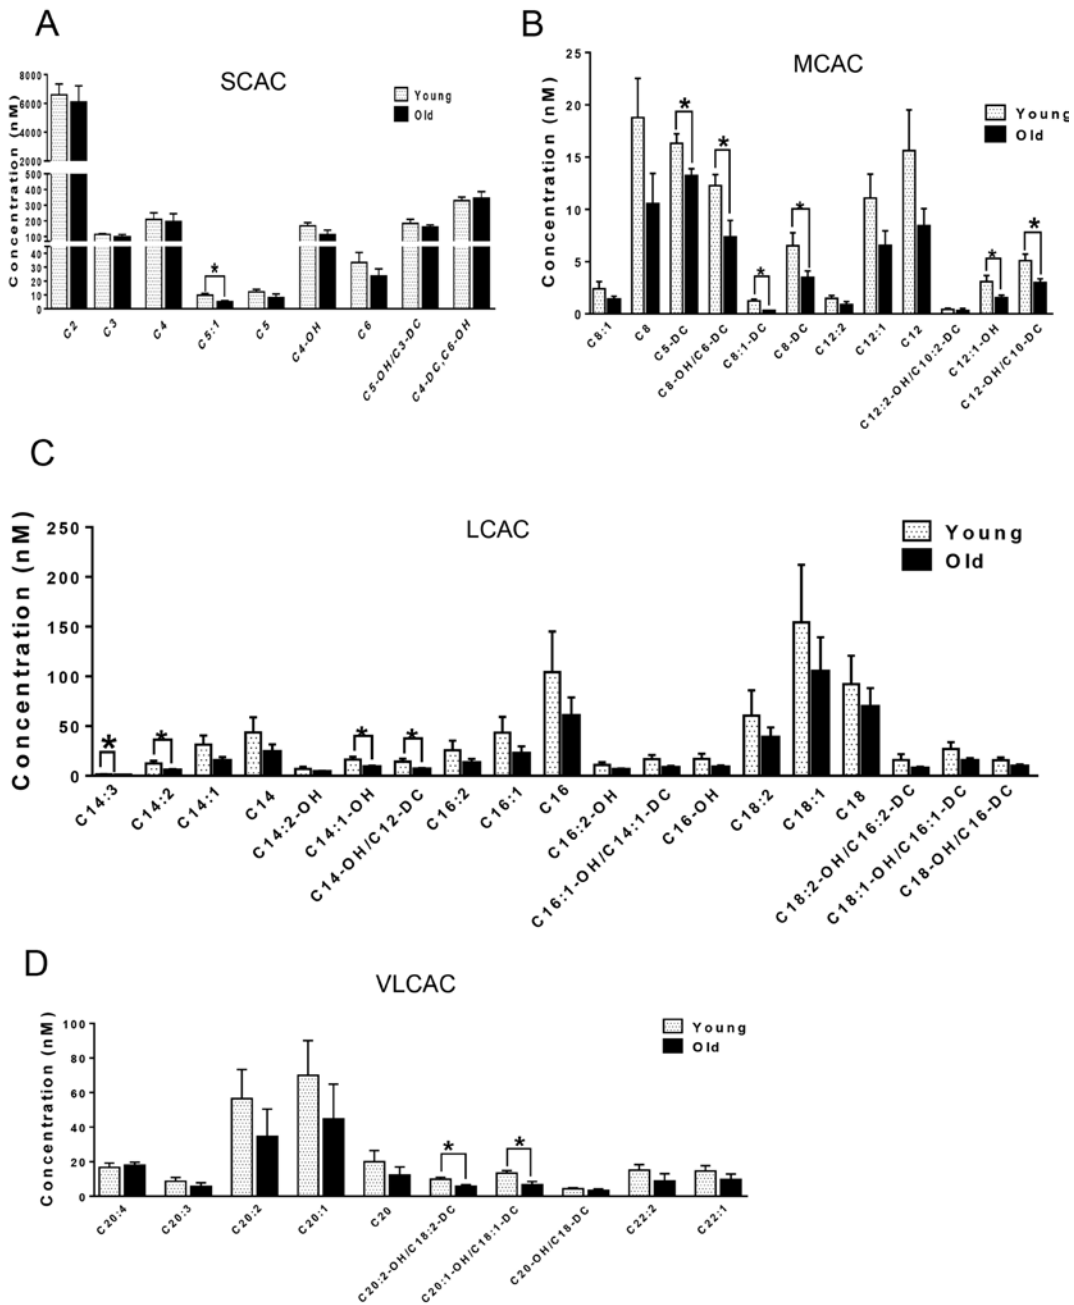 A
SCAC
Young
Old
Concentration (nM)
8000
6000
4000
2000
500
400
300
200
100
40
30
20
10
0
*
C2
C3
C4
C5:1
C5
C4-OH
C6
C5-OH/C3-DC
C4-DC,C6-OH
B
MCAC
Young
Old
Concentration (nM)
25
20
15
10
5
0
*
*
*
*
*
*
C8:1
C8
C5-DC
C8-OH/C6-DC
C8:1-DC
C8-DC
C12:2
C12:1
C12
C12:2-OH/C10:2-DC
C12:1-OH
C12-OH/C10-DC
C
LCAC
Young
Old
Concentration (nM)
250
200
150
100
50
0
*
*
*
*
C14:3
C14:2
C14:1
C14
C14:2-OH
C14:1-OH
C14-OH/C12-DC
C16:2
C16:1
C16
C16:2-OH
C16:1-OH/C14:1-DC
C16-OH
C18:2
C18:1
C18
C18:2-OH/C16:2-DC
C18:1-OH/C16:1-DC
C18-OH/C16-DC
D
VLCAC
Young
Old
Concentration (nM)
100
80
60
40
20
0
*
*
C20:4
C20:3
C20:2
C20:1
C20
C20:2-OH/C18:2-DC
C20:1-OH/C18:1-DC
C20-OH/C18-DC
C22:2
C22:1